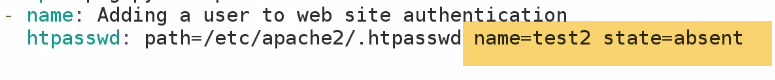 - name: Adding a user to web site authentication
htpasswd: path=/etc/apache2/.htpasswd name=test2 state=absent